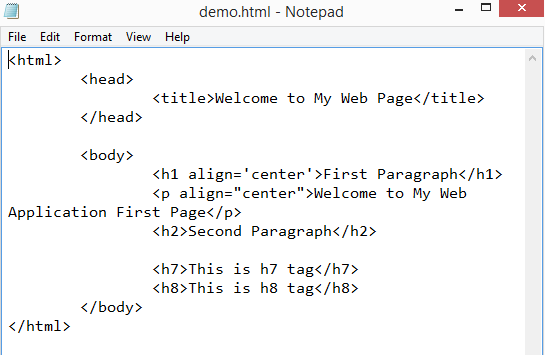 demo.html - Notepad
File Edit Format View Help
<html>
<head>
<title>Welcome to My Web Page</title>
</head>
<body>
<h1 align='center'>First Paragraph</h1>
<p align="center">Welcome to My Web
Application First Page</p>
<h2>Second Paragraph</h2>
<h7>This is h7 tag</h7>
<h8>This is h8 tag</h8>
</body>
</html>